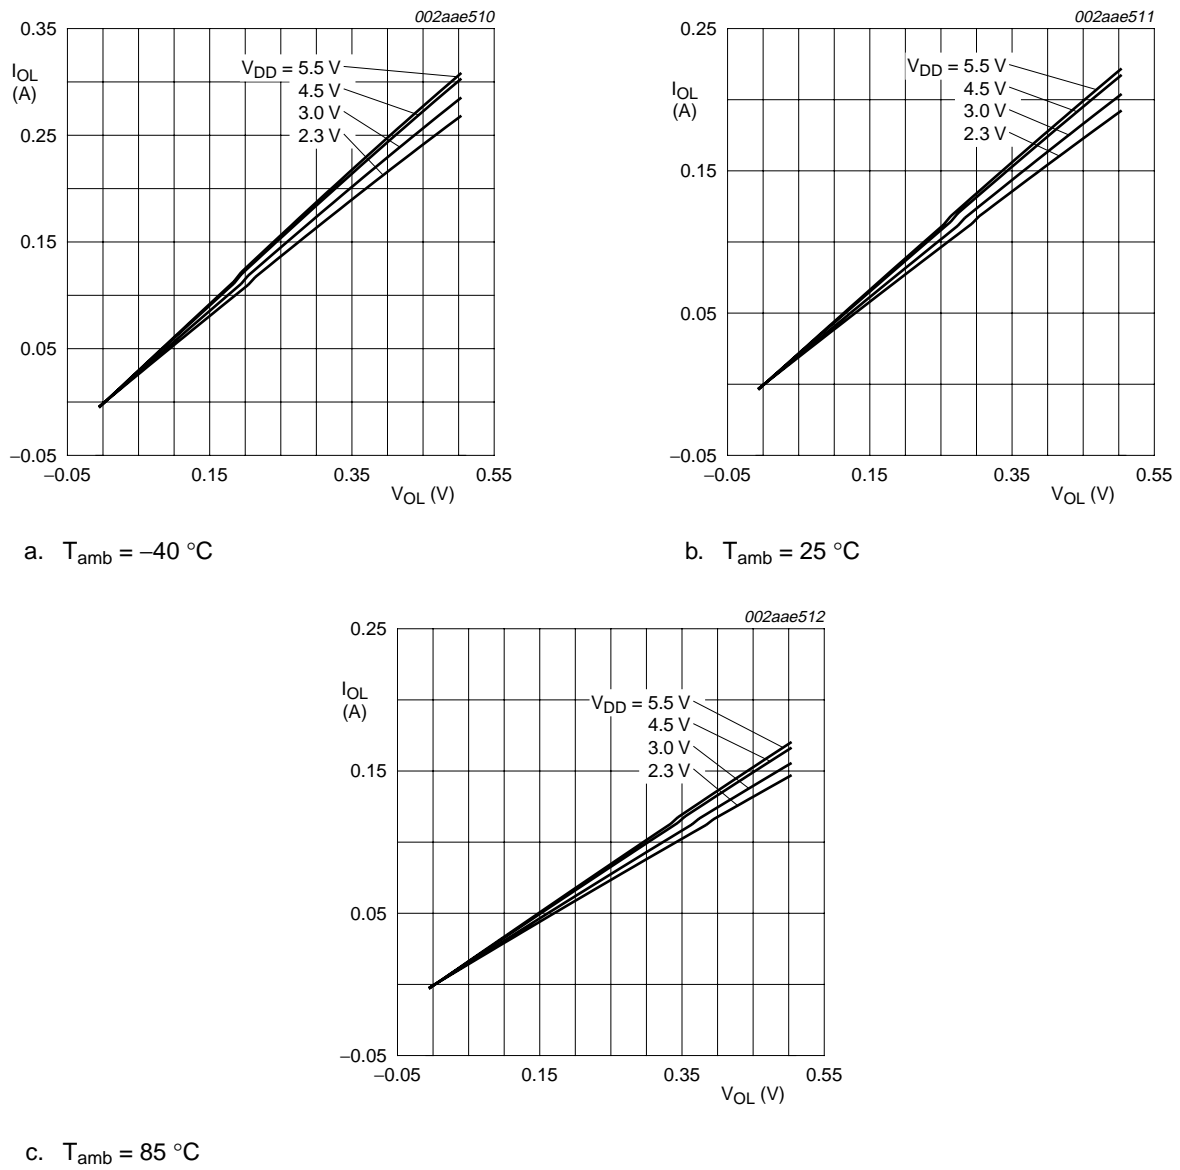 002aae510
0.35
I_OL
(A)
V_DD = 5.5 V
4.5 V
3.0 V
2.3 V
0.25
0.15
0.05
−0.05
−0.05 0.15 0.35 0.55
V_OL (V)
a. T_amb = −40 °C
002aae511
0.25
I_OL
(A)
V_DD = 5.5 V
4.5 V
3.0 V
2.3 V
0.15
0.05
−0.05
−0.05 0.15 0.35 0.55
V_OL (V)
b. T_amb = 25 °C
002aae512
0.25
I_OL
(A)
V_DD = 5.5 V
4.5 V
3.0 V
2.3 V
0.15
0.05
−0.05
−0.05 0.15 0.35 0.55
V_OL (V)
c. T_amb = 85 °C